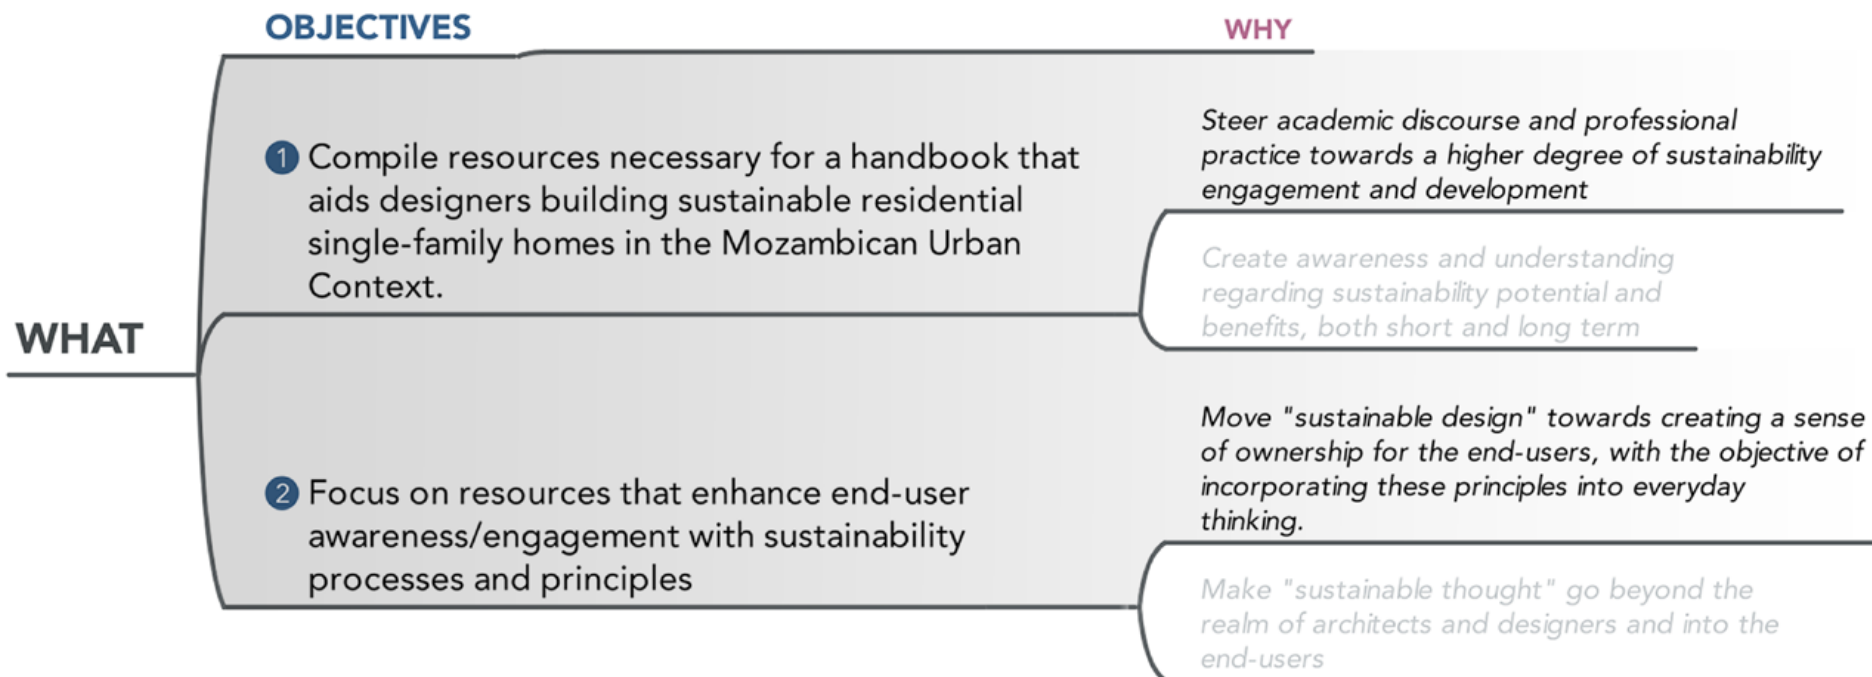 OBJECTIVES
WHY
1 Compile resources necessary for a handbook that
aids designers building sustainable residential
single-family homes in the Mozambican Urban
Context.
Steer academic discourse and professional
practice towards a higher degree of sustainability
engagement and development
Create awareness and understanding
regarding sustainability potential and
benefits, both short and long term
WHAT
2 Focus on resources that enhance end-user
awareness/engagement with sustainability
processes and principles
Move "sustainable design" towards creating a sense
of ownership for the end-users, with the objective of
incorporating these principles into everyday
thinking.
Make "sustainable thought" go beyond the
realm of architects and designers and into the
end-users